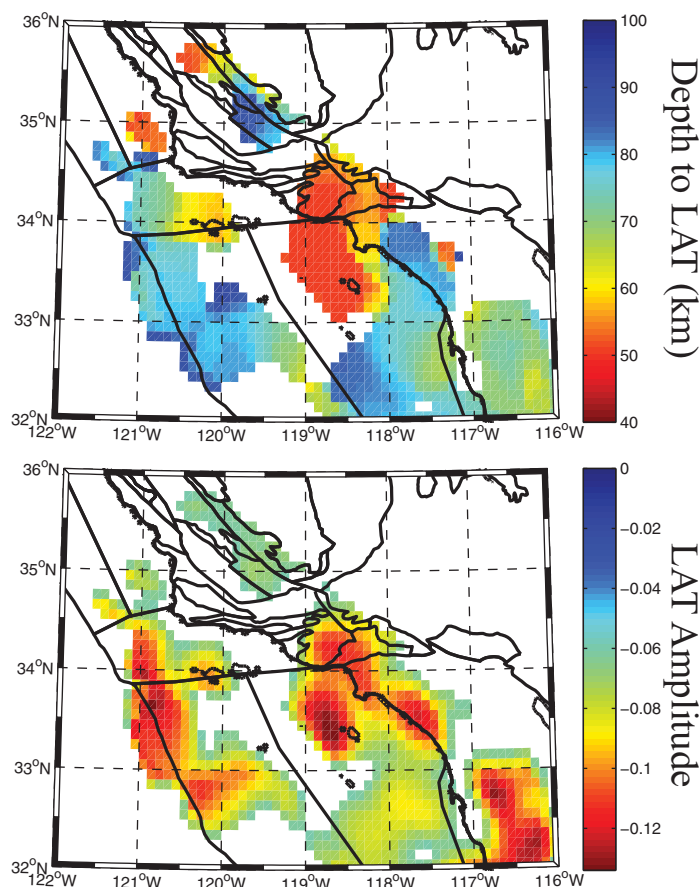 36°N
35°N
34°N
33°N
32°N
122°W
121°W
120°W
119°W
118°W
117°W
116°W
100
90
80
70
60
50
40
Depth to LAT (km)
36°N
35°N
34°N
33°N
32°N
122°W
121°W
120°W
119°W
118°W
117°W
116°W
0
−0.02
−0.04
−0.06
−0.08
−0.1
−0.12
LAT Amplitude